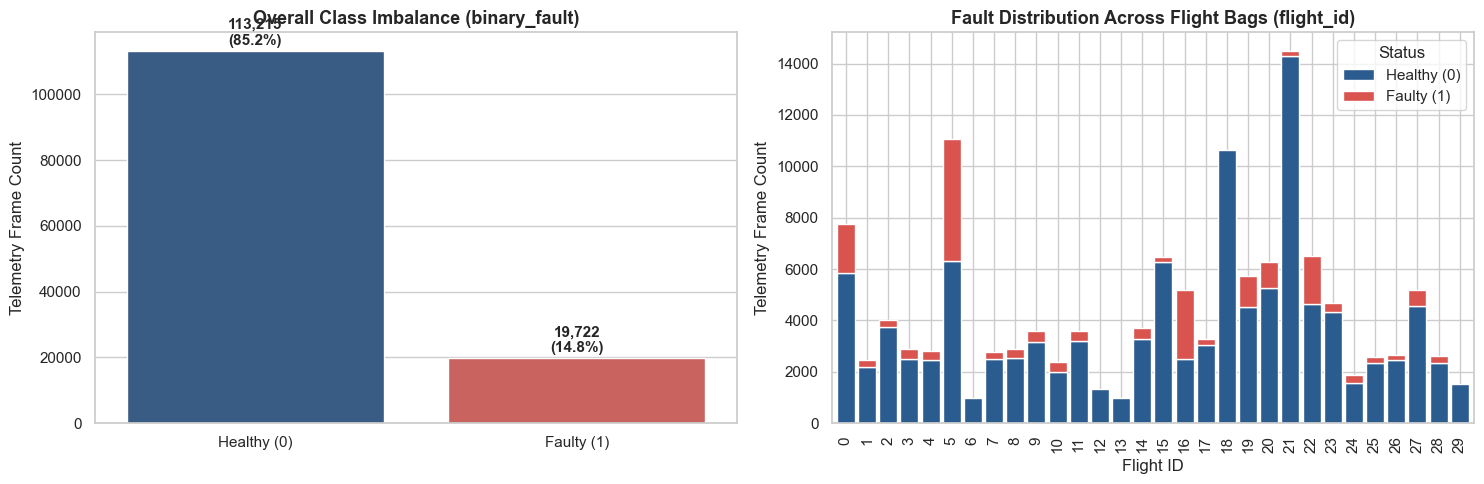 Overall Class Imbalance (binary_fault)
113,215
(85.2%)
19,722
(14.8%)
Telemetry Frame Count
100000
80000
60000
40000
20000
0
Healthy (0)
Faulty (1)
Fault Distribution Across Flight Bags (flight_id)
Status
Healthy (0)
Faulty (1)
Telemetry Frame Count
14000
12000
10000
8000
6000
4000
2000
0
0 1 2 3 4 5 6 7 8 9 10 11 12 13 14 15 16 17 18 19 20 21 22 23 24 25 26 27 28 29
Flight ID